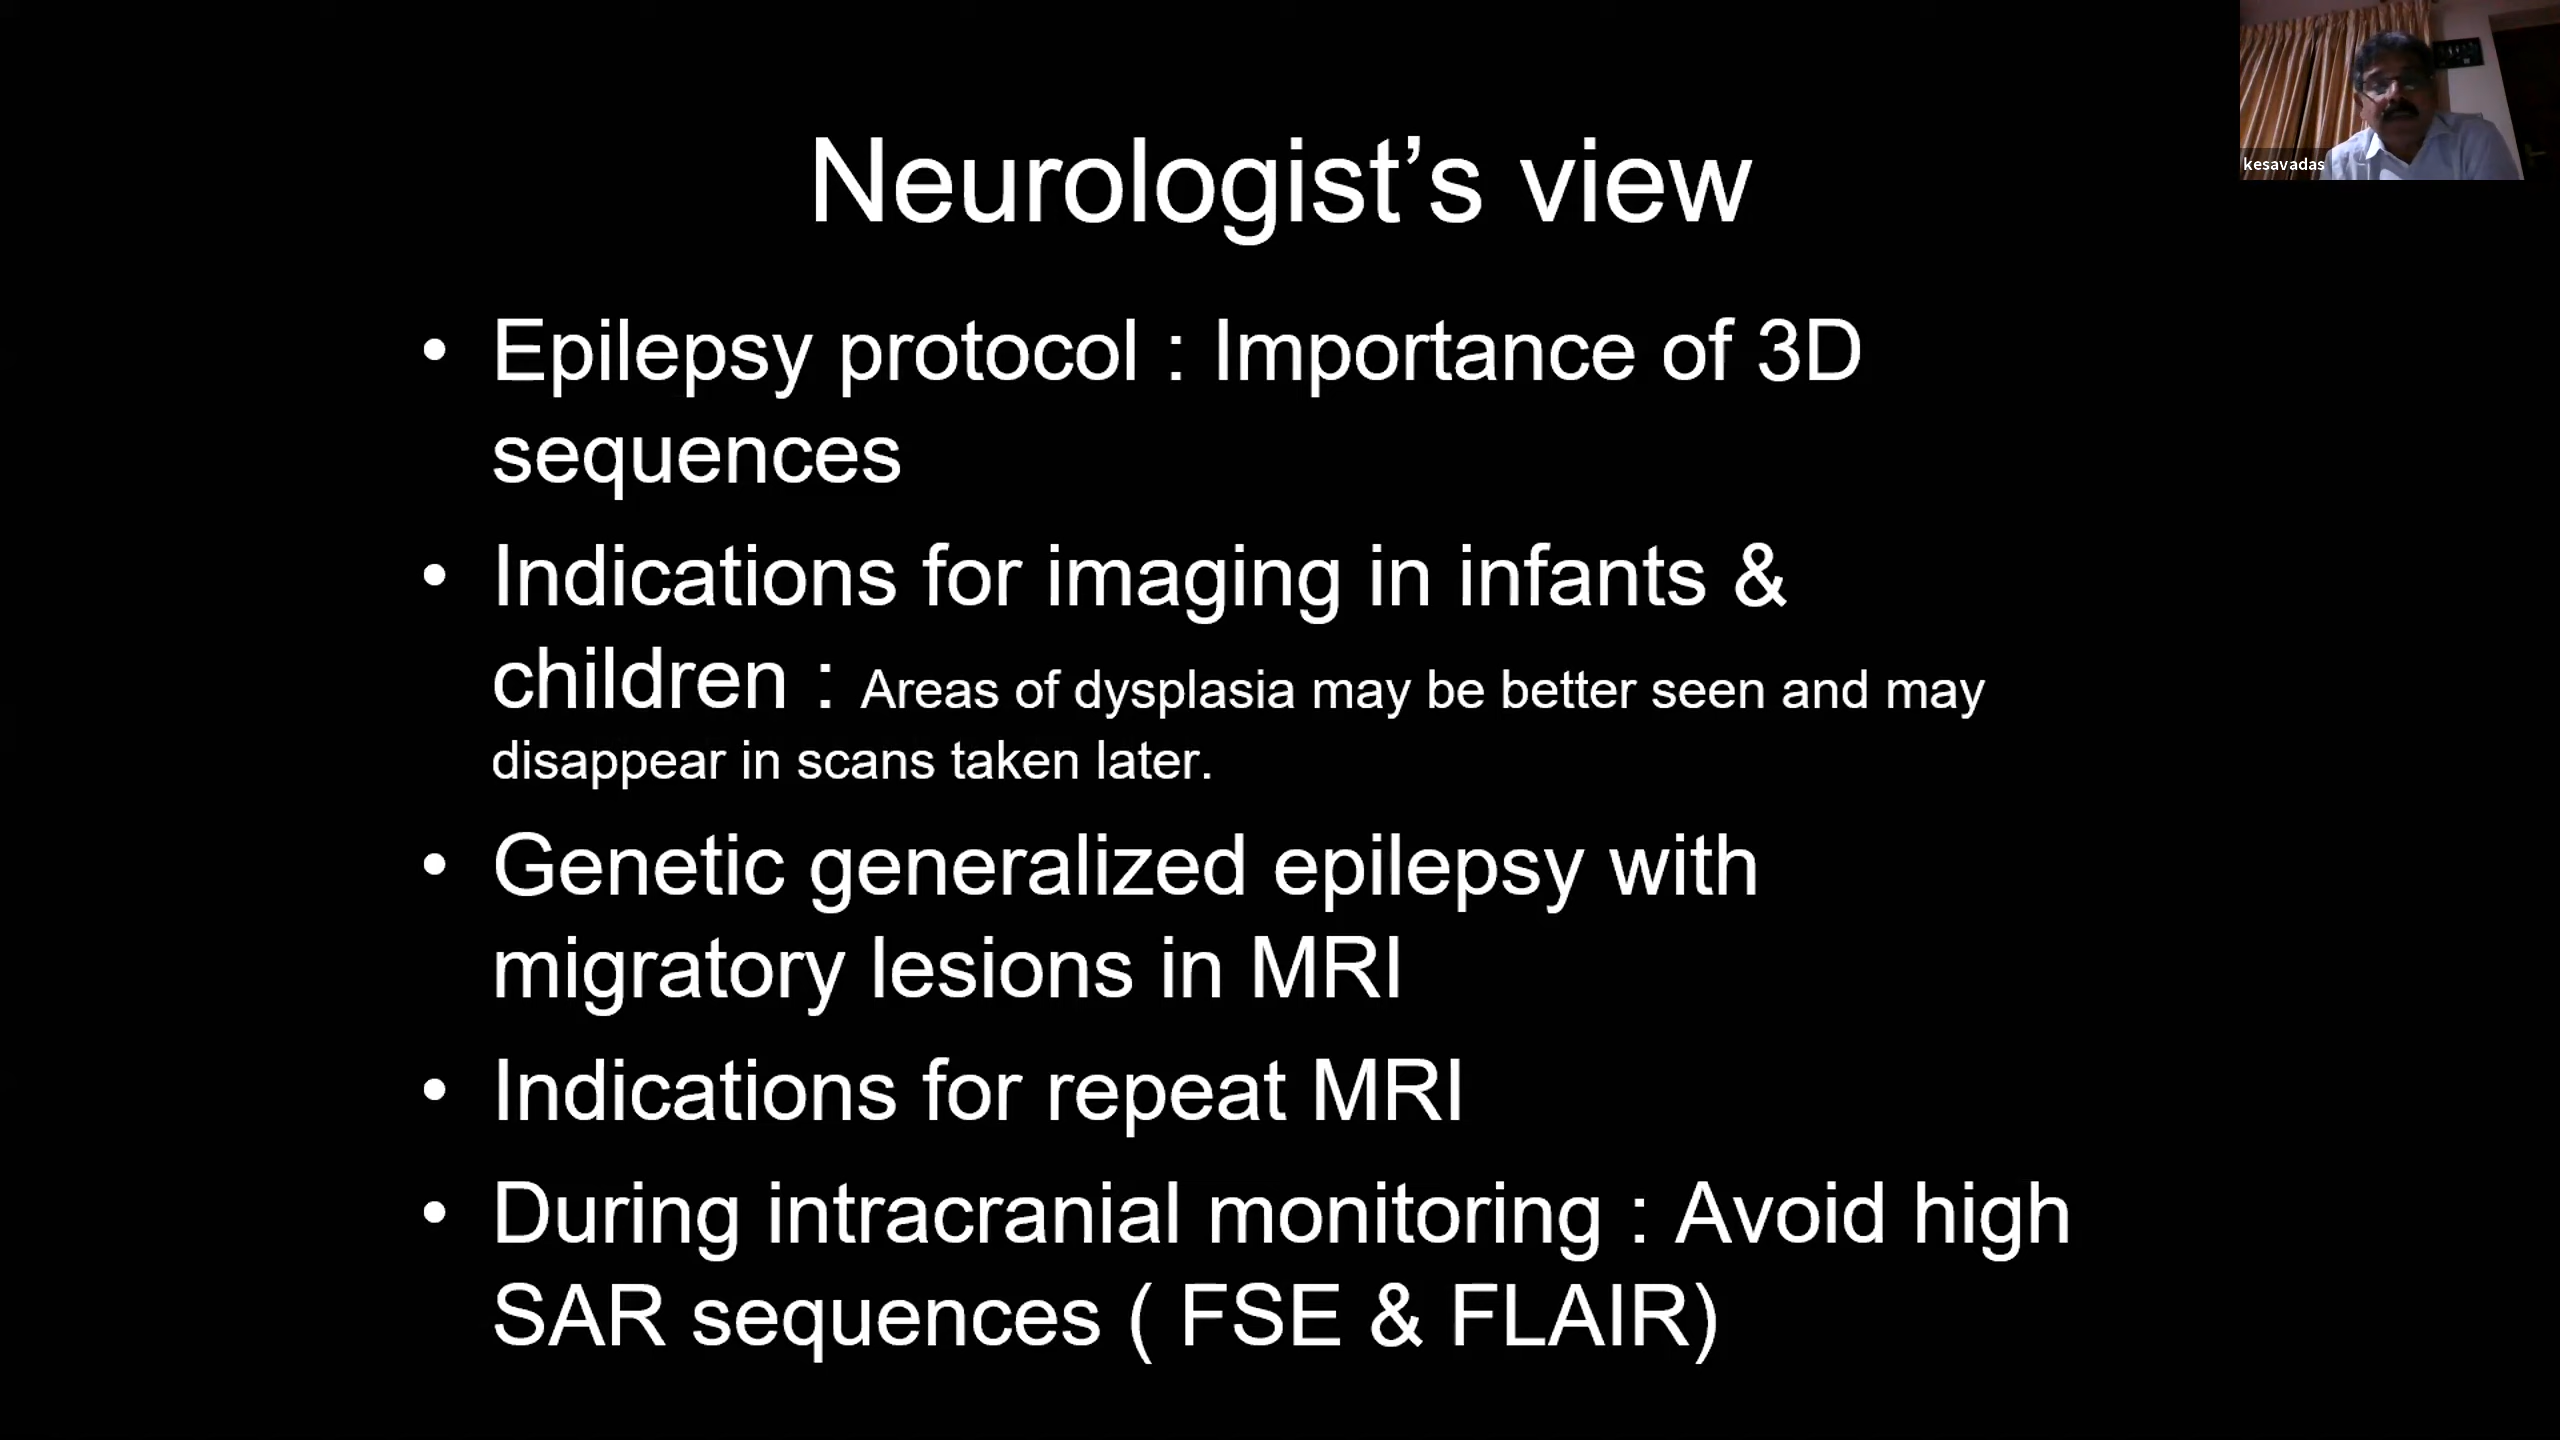 Neurologist’s view
• Epilepsy protocol : Importance of 3D
sequences
• Indications for imaging in infants &
children : Areas of dysplasia may be better seen and may
disappear in scans taken later.
• Genetic generalized epilepsy with
migratory lesions in MRI
• Indications for repeat MRI
• During intracranial monitoring : Avoid high
SAR sequences ( FSE & FLAIR)
kesavadas